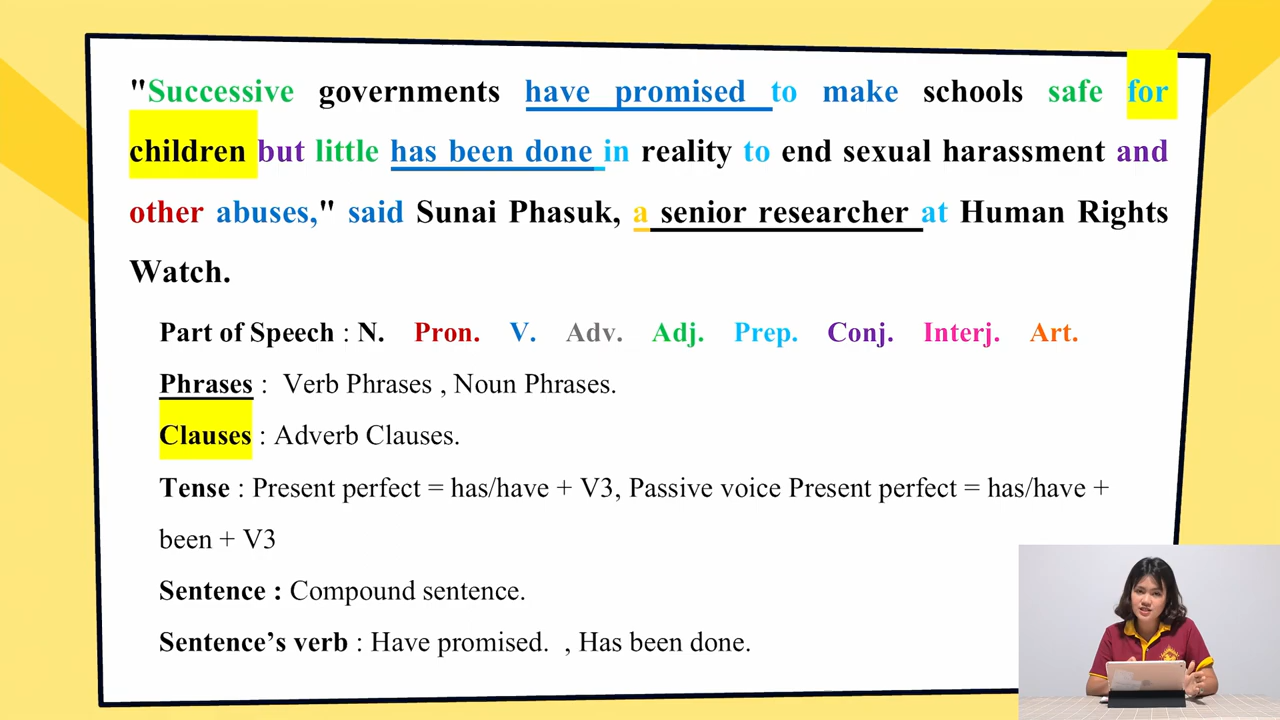 "Successive governments have promised to make schools safe for
children but little has been done in reality to end sexual harassment and
other abuses," said Sunai Phasuk, a senior researcher at Human Rights
Watch.
Part of Speech : N. Pron. V. Adv. Adj. Prep. Conj. Interj. Art.
Phrases : Verb Phrases , Noun Phrases.
Clauses : Adverb Clauses.
Tense : Present perfect = has/have + V3, Passive voice Present perfect = has/have +
been + V3
Sentence : Compound sentence.
Sentence’s verb : Have promised. , Has been done.